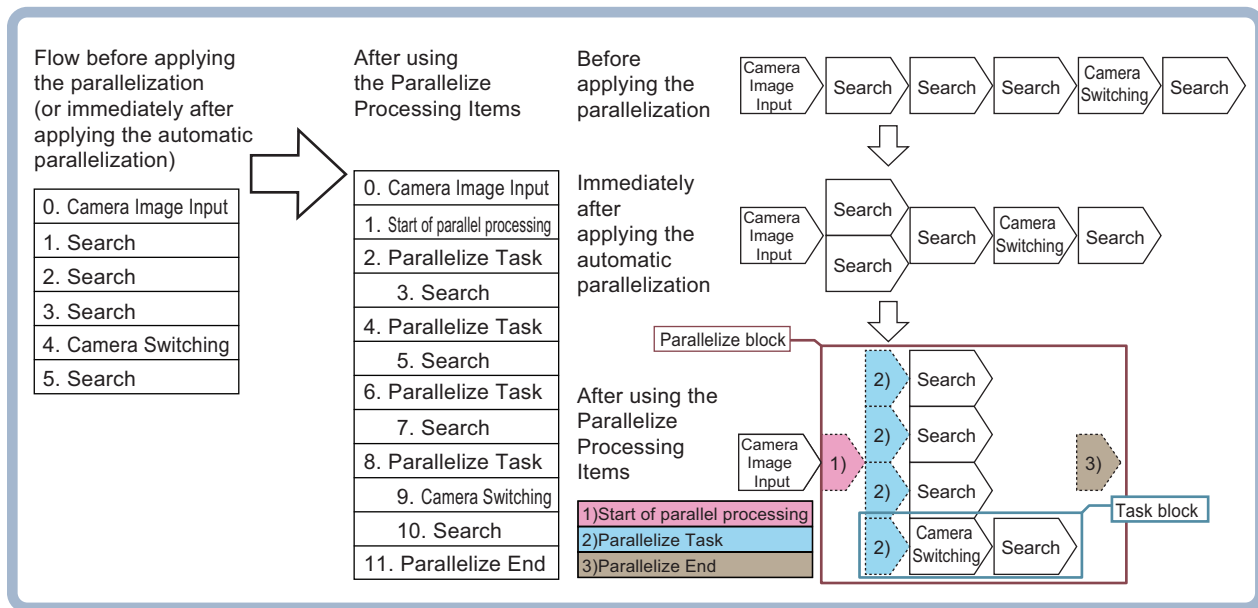 Flow before applying
the parallelization
(or immediately after
applying the automatic
parallelization)
0. Camera Image Input
1. Search
2. Search
3. Search
4. Camera Switching
5. Search
After using
the Parallelize
Processing Items
0. Camera Image Input
1. Start of parallel processing
2. Parallelize Task
3. Search
4. Parallelize Task
5. Search
6. Parallelize Task
7. Search
8. Parallelize Task
9. Camera Switching
10. Search
11. Parallelize End
Before
applying the
parallelization
Camera
Image
Input
Search
Search
Search
Camera
Switching
Search
Immediately
after
applying the
automatic
parallelization
Camera
Image
Input
Search
Search
Search
Camera
Switching
Search
Parallelize block
After using the
Parallelize
Processing
Items
Camera
Image
Input
1)
2)
Search
2)
Search
2)
Search
2)
Camera
Switching
Search
3)
Task block
1)Start of parallel processing
2)Parallelize Task
3)Parallelize End